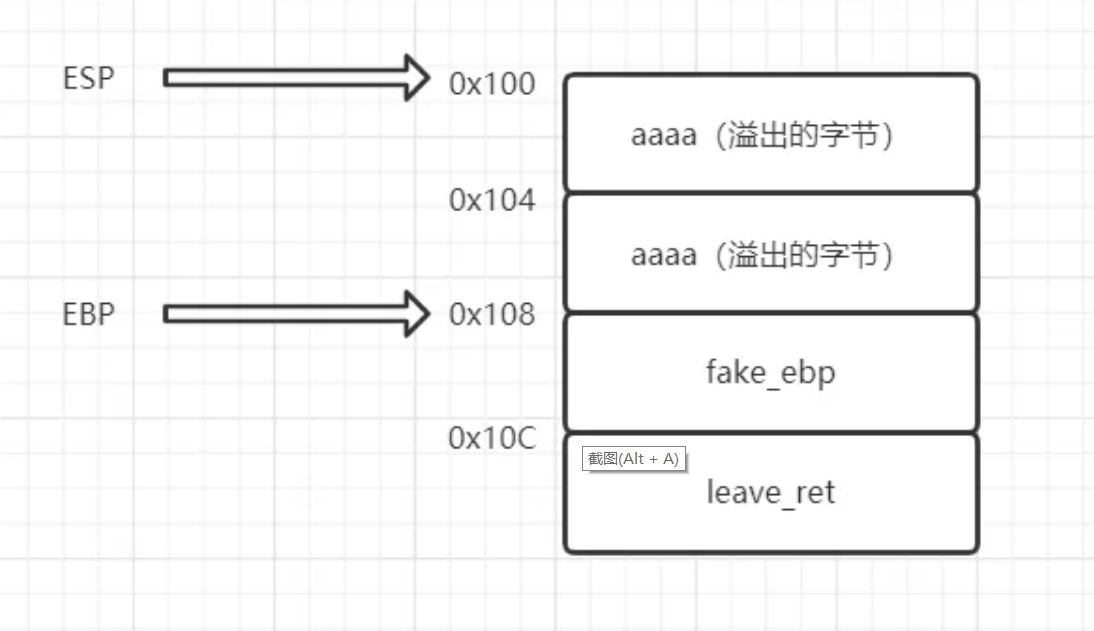 ESP
0x100
aaaa（溢出的字节）
0x104
aaaa（溢出的字节）
EBP
0x108
fake_ebp
0x10C
截图(Alt + A)
leave_ret